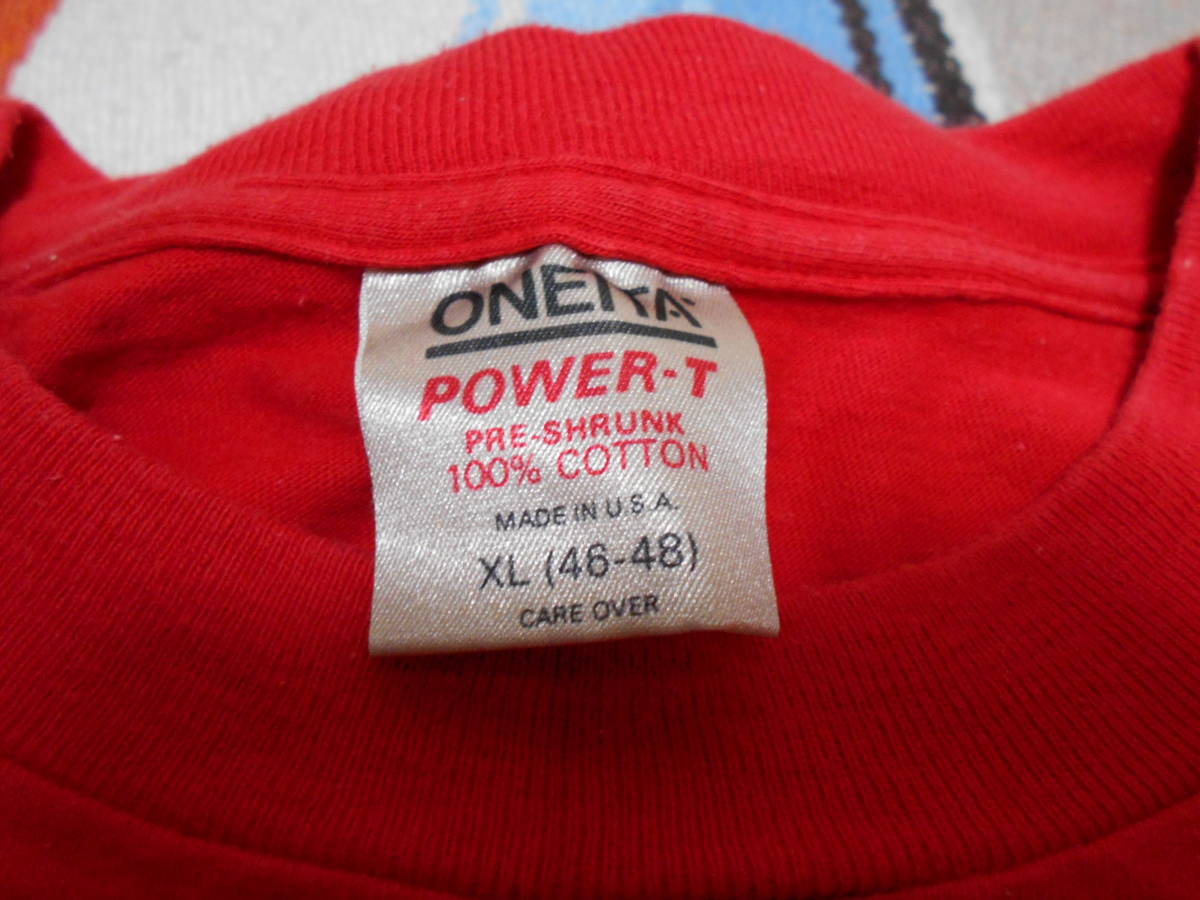 ONEITA
POWER-T
PRE-SHRUNK
100% COTTON
MADE IN U.S.A.
XL (46-48)
CARE OVER